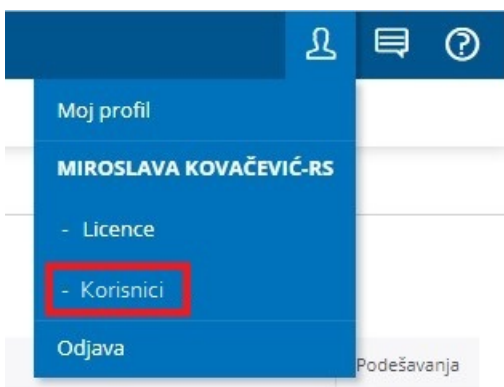 Moj profil
MIROSLAVA KOVAČEVIĆ-RS
- Licence
- Korisnici
Odjava
Podešavanja